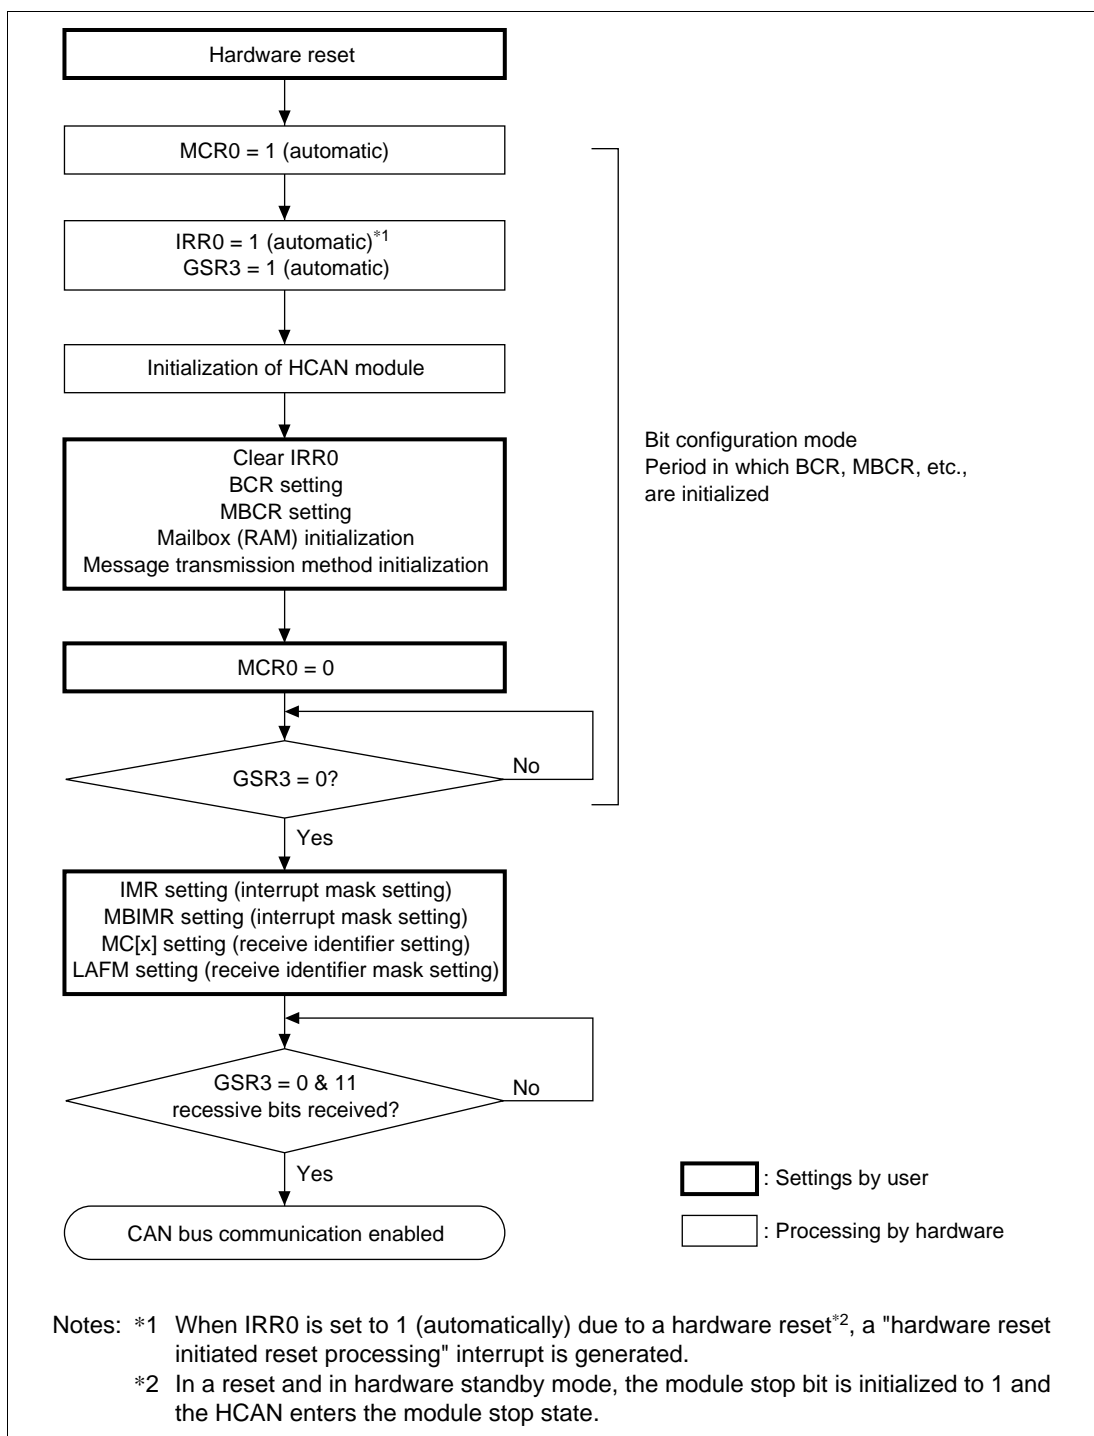 Hardware reset
MCR0 = 1 (automatic)
IRR0 = 1 (automatic)*1
GSR3 = 1 (automatic)
Initialization of HCAN module
Clear IRR0
BCR setting
MBCR setting
Mailbox (RAM) initialization
Message transmission method initialization
Bit configuration mode
Period in which BCR, MBCR, etc.,
are initialized
MCR0 = 0
GSR3 = 0?
No
Yes
IMR setting (interrupt mask setting)
MBIMR setting (interrupt mask setting)
MC[x] setting (receive identifier setting)
LAFM setting (receive identifier mask setting)
GSR3 = 0 & 11
recessive bits received?
No
Yes
CAN bus communication enabled
: Settings by user
: Processing by hardware
Notes: *1 When IRR0 is set to 1 (automatically) due to a hardware reset*2, a "hardware reset
initiated reset processing" interrupt is generated.
*2 In a reset and in hardware standby mode, the module stop bit is initialized to 1 and
the HCAN enters the module stop state.